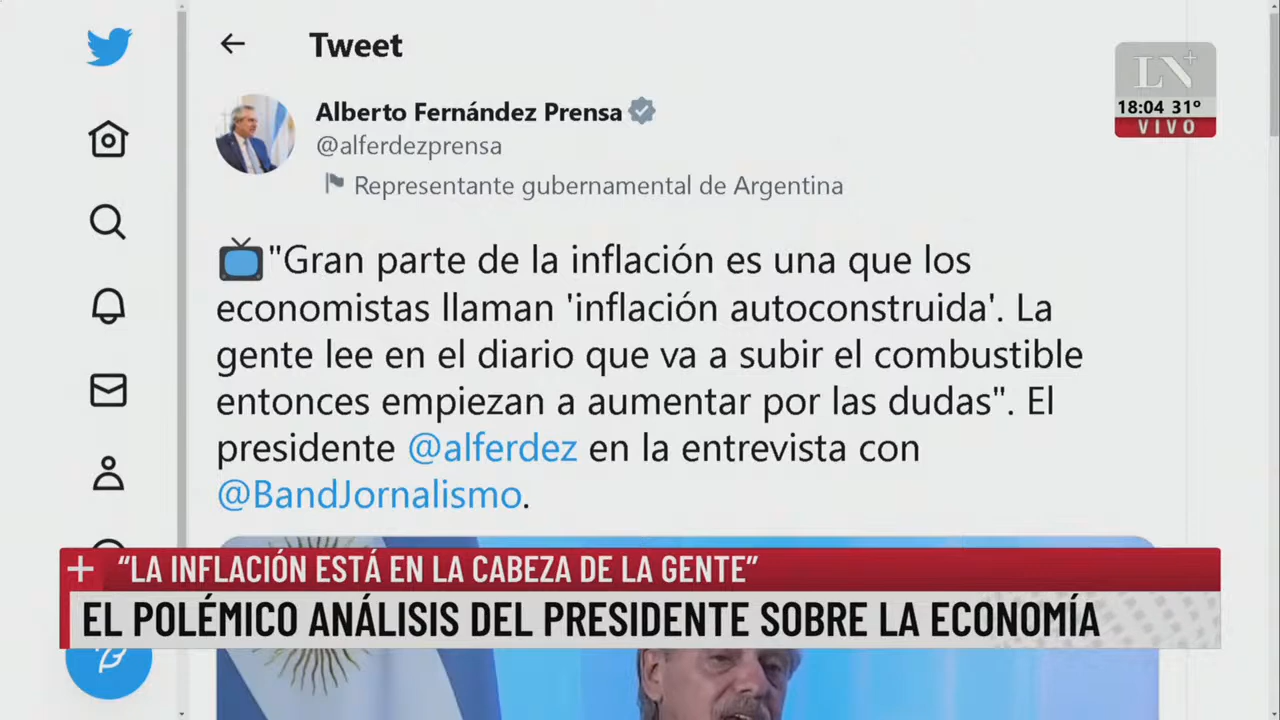 Tweet
Alberto Fernández Prensa
@alferdezprensa
Representante gubernamental de Argentina
"Gran parte de la inflación es una que los
economistas llaman 'inflación autoconstruida'. La
gente lee en el diario que va a subir el combustible
entonces empiezan a aumentar por las dudas". El
presidente @alferdez en la entrevista con
@BandJornalismo.
LN+
18:04 31º
VIVO
+ “LA INFLACIÓN ESTÁ EN LA CABEZA DE LA GENTE”
EL POLÉMICO ANÁLISIS DEL PRESIDENTE SOBRE LA ECONOMÍA